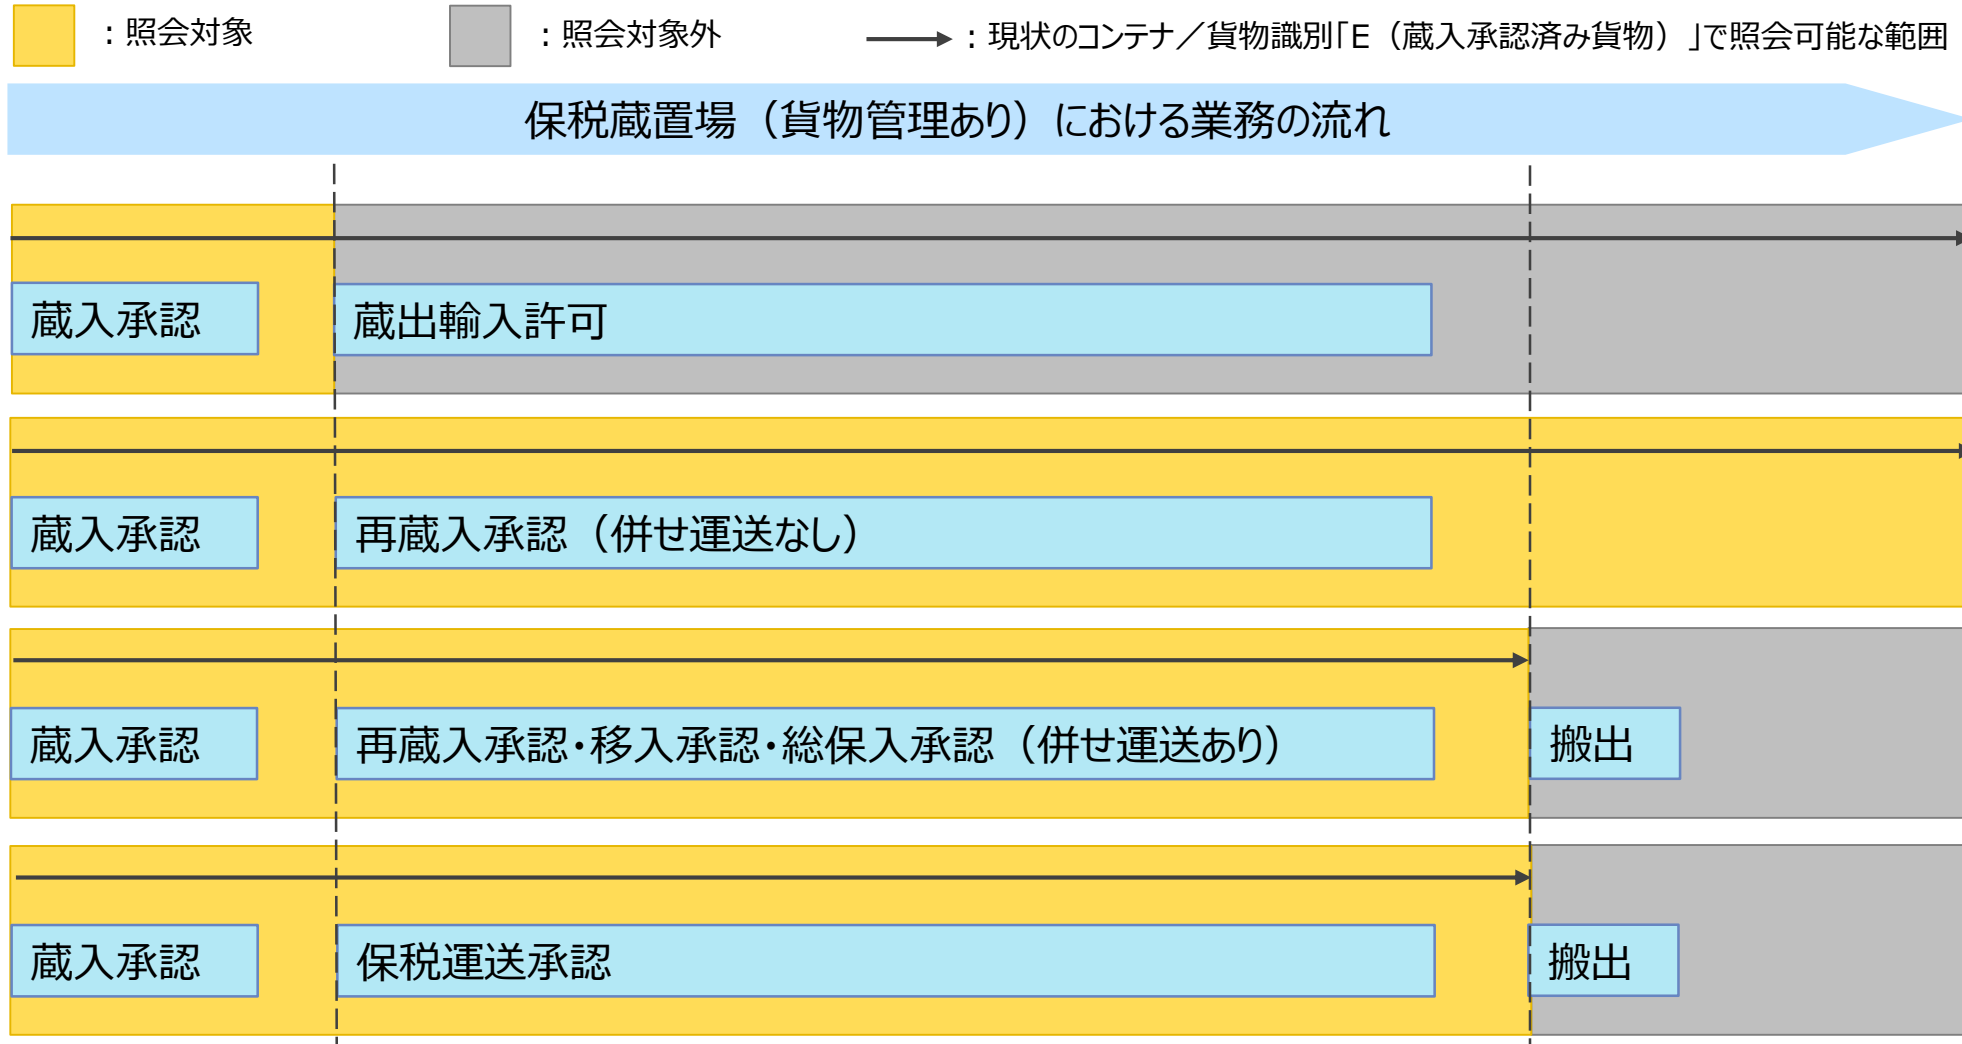 ：照会対象
：照会対象外
：現状のコンテナ／貨物識別「E（蔵入承認済み貨物）」で照会可能な範囲
保税蔵置場（貨物管理あり）における業務の流れ
蔵入承認
蔵出輸入許可
蔵入承認
再蔵入承認（併せ運送なし）
蔵入承認
再蔵入承認・移入承認・総保入承認（併せ運送あり）
搬出
蔵入承認
保税運送承認
搬出